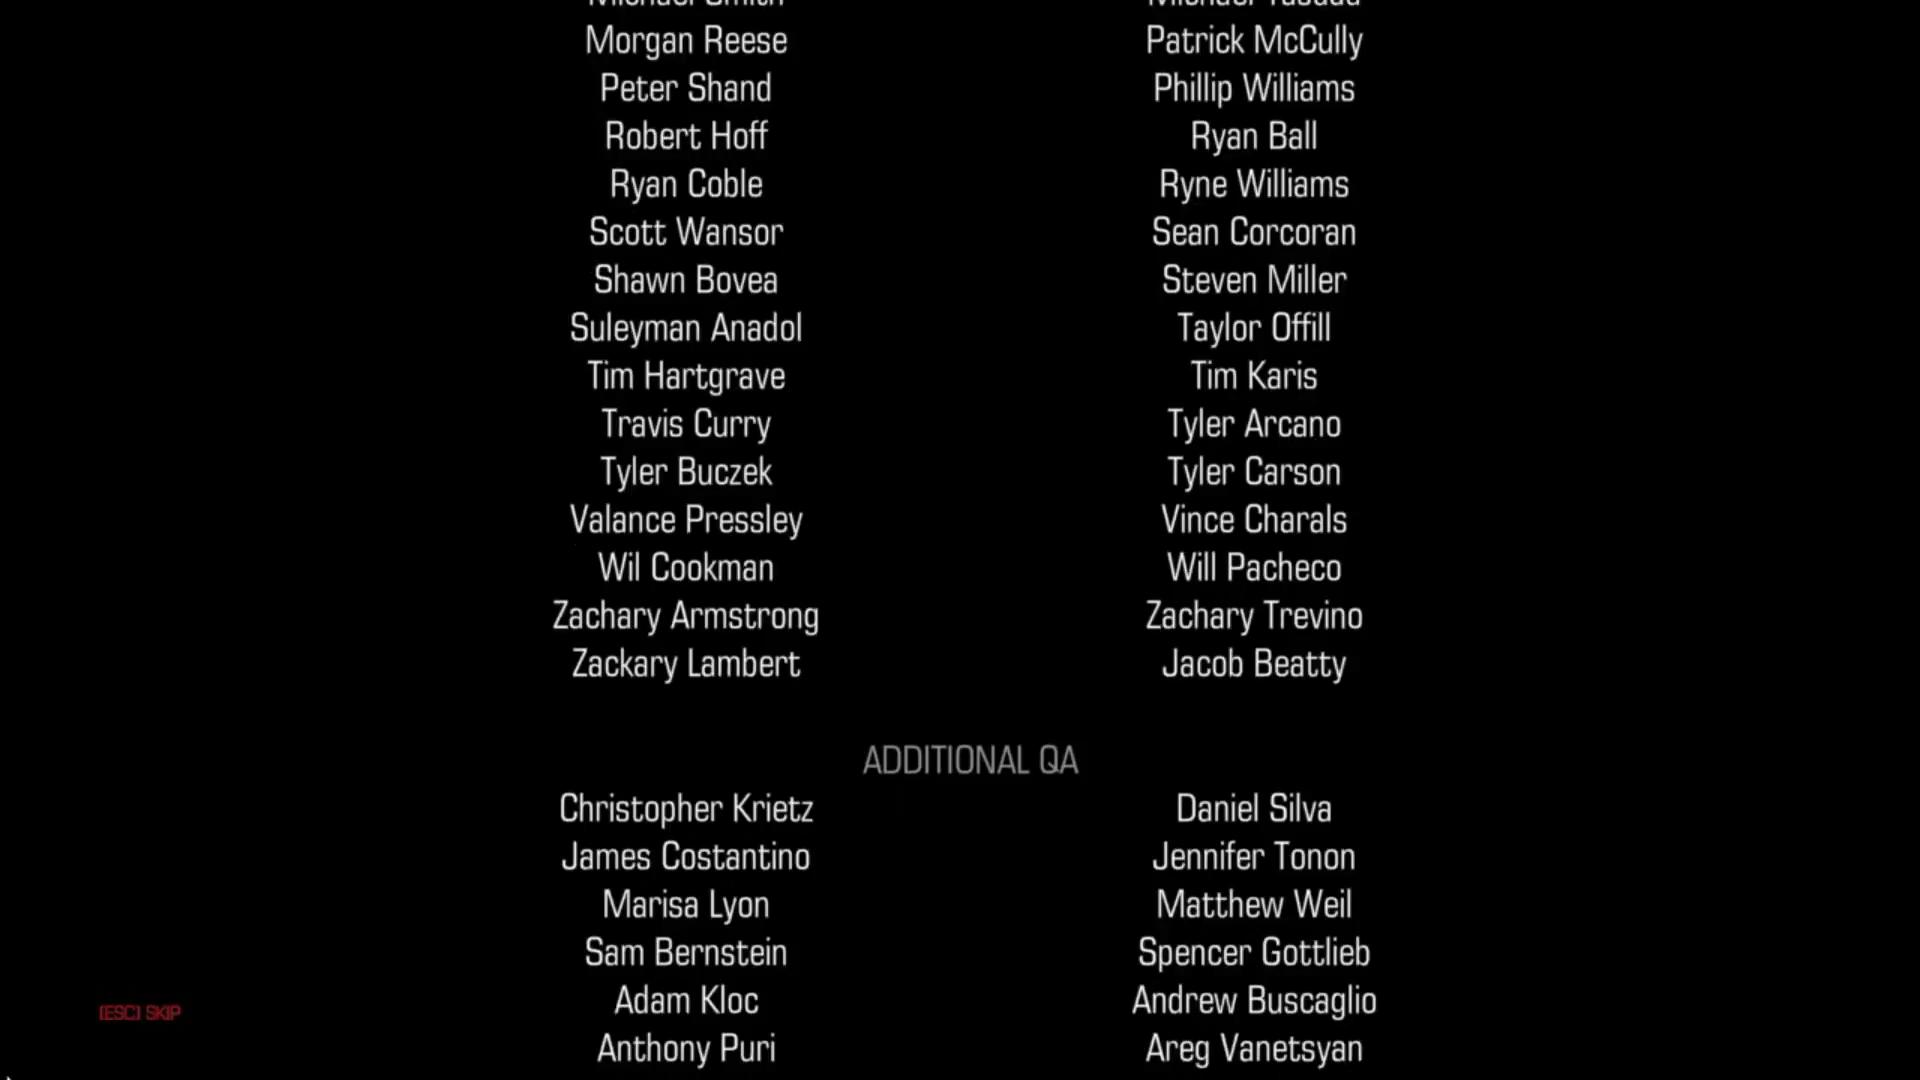 Morgan Reese Patrick McCully
Peter Shand Phillip Williams
Robert Hoff Ryan Ball
Ryan Coble Ryne Williams
Scott Wansor Sean Corcoran
Shawn Bovea Steven Miller
Suleyman Anadol Taylor Offill
Tim Hartgrave Tim Karis
Travis Curry Tyler Arcano
Tyler Buczek Tyler Carson
Valance Pressley Vince Charals
Wil Cookman Will Pacheco
Zachary Armstrong Zachary Trevino
Zackary Lambert Jacob Beatty
ADDITIONAL QA
Christopher Krietz Daniel Silva
James Costantino Jennifer Tonon
Marisa Lyon Matthew Weil
Sam Bernstein Spencer Gottlieb
Adam Kloc Andrew Buscaglio
[ESC] SKIP
Anthony Puri Areg Vanetsyan